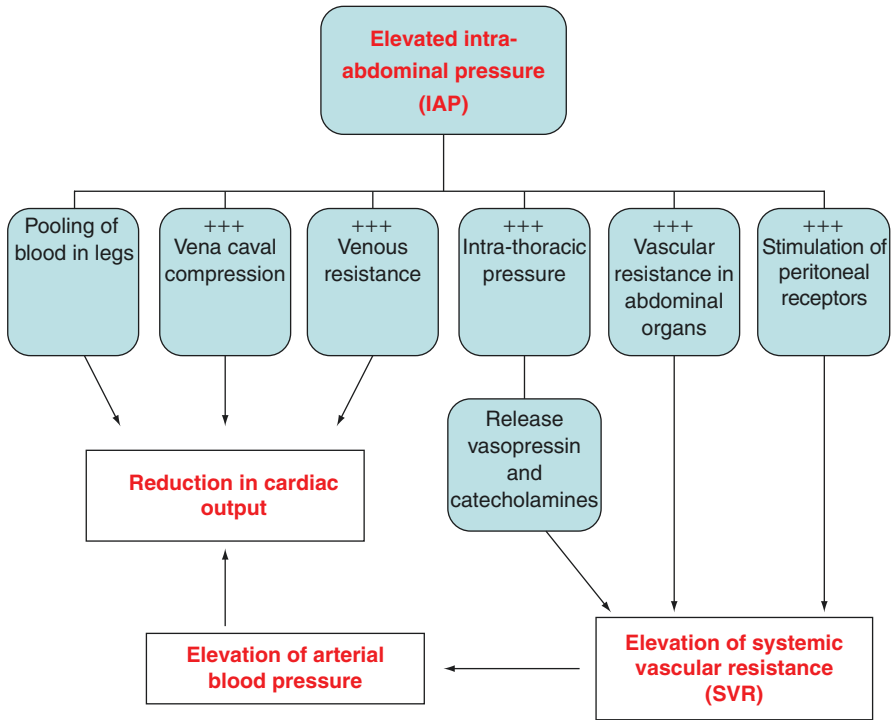 Elevated intra-
abdominal pressure
(IAP)
Pooling of
blood in legs
+++
Vena caval
compression
+++
Venous
resistance
+++
Intra-thoracic
pressure
+++
Vascular
resistance in
abdominal
organs
+++
Stimulation of
peritoneal
receptors
Release
vasopressin
and
catecholamines
Reduction in cardiac
output
Elevation of arterial
blood pressure
Elevation of systemic
vascular resistance
(SVR)